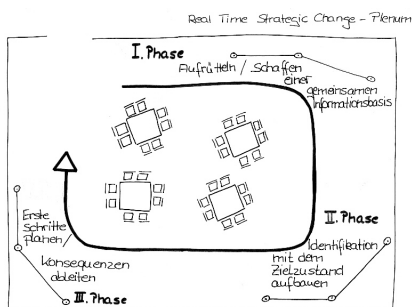 Real Time Strategic Change - Plenum
I. Phase
Aufrütteln / Schaffen
einer
gemeinsamen
Informationsbasis
II. Phase
Identifikation
mit dem
Zielzustand
aufbauen
Erste
Schritte
planen/
Konsequenzen
ableiten
III. Phase